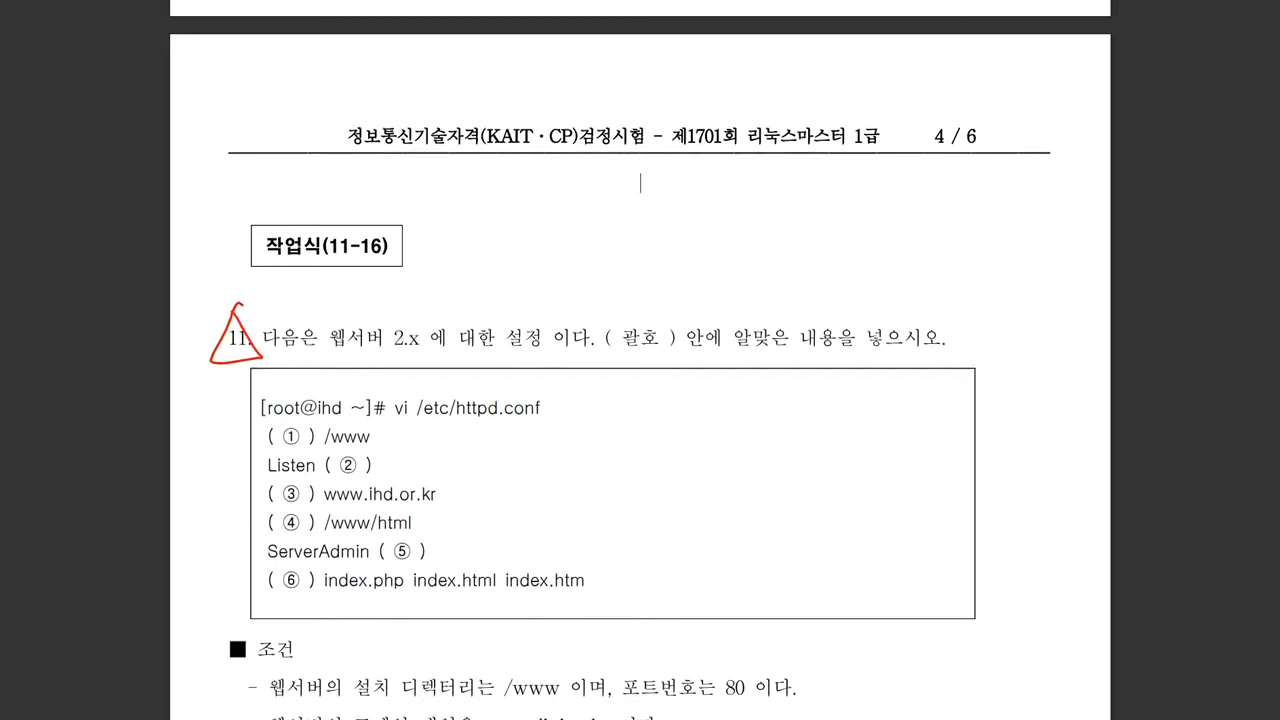 정보통신기술자격(KAIT·CP)검정시험 - 제1701회 리눅스마스터 1급 4 / 6
작업식(11-16)
11. 다음은 웹서버 2.x 에 대한 설정 이다. ( 괄호 ) 안에 알맞은 내용을 넣으시오.
[root@ihd ~]# vi /etc/httpd.conf
( ① ) /www
Listen ( ② )
( ③ ) www.ihd.or.kr
( ④ ) /www/html
ServerAdmin ( ⑤ )
( ⑥ ) index.php index.html index.htm
■ 조건
- 웹서버의 설치 디렉터리는 /www 이며, 포트번호는 80 이다.